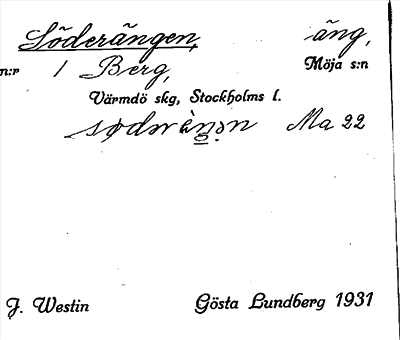 Söderängen, äng,
n:r 1 Berg, Möja s:n
Värmdö skg, Stockholms l.
Ma 22
J. Westin Gösta Lundberg 1931